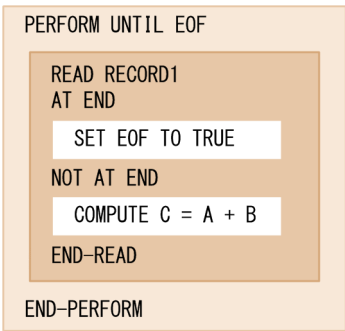 PERFORM UNTIL EOF
READ RECORD1
AT END
SET EOF TO TRUE
NOT AT END
COMPUTE C = A + B
END-READ
END-PERFORM